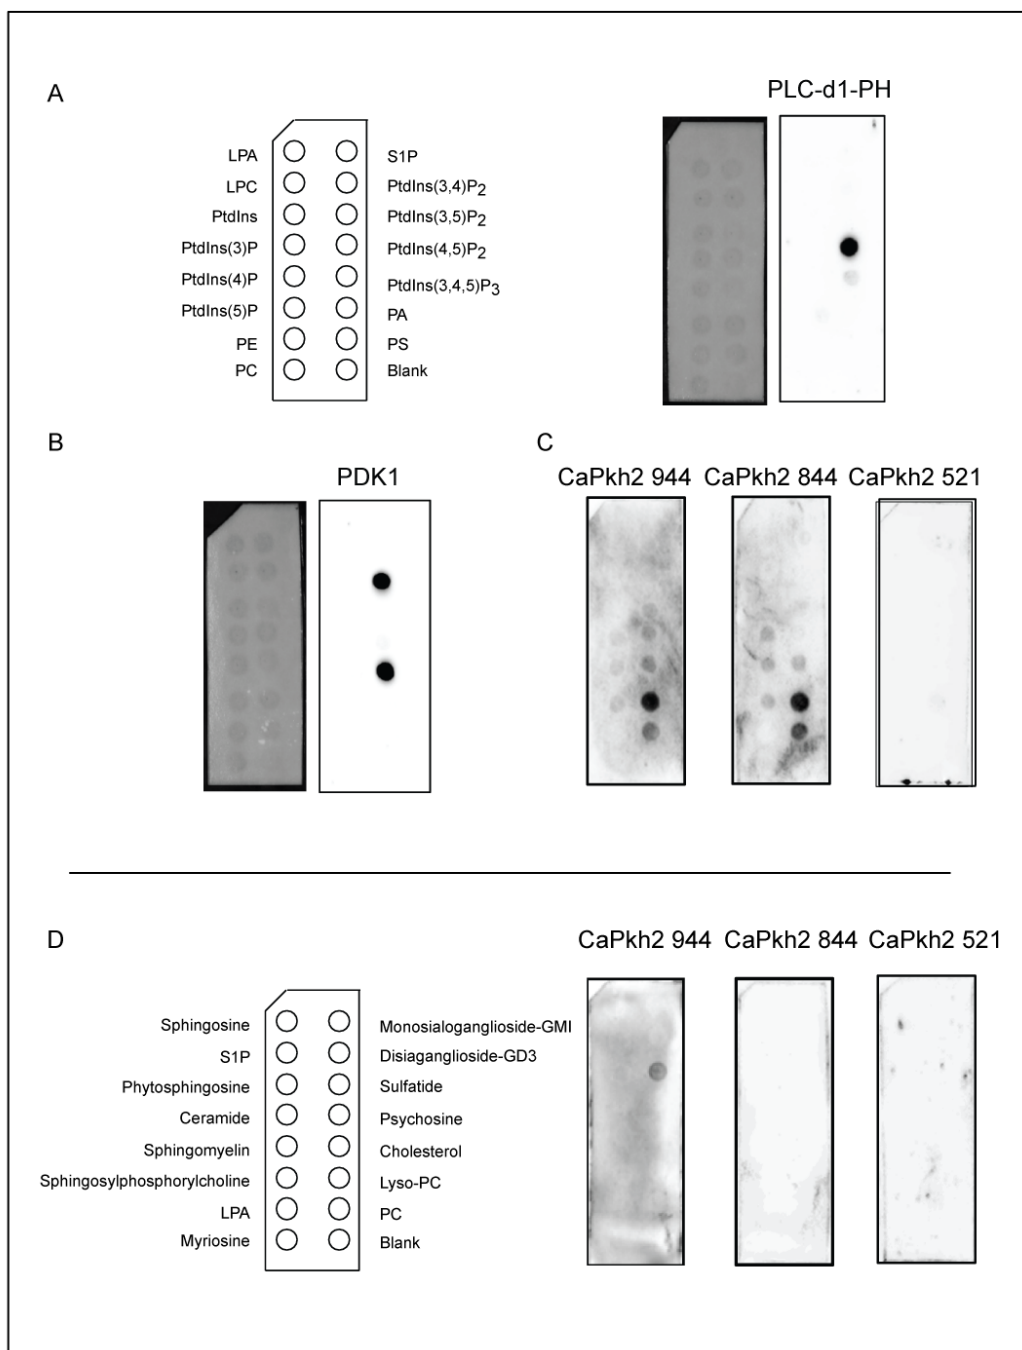 A
PLC-d1-PH
LPA S1P
LPC PtdIns(3,4)P2
PtdIns PtdIns(3,5)P2
PtdIns(3)P PtdIns(4,5)P2
PtdIns(4)P PtdIns(3,4,5)P3
PtdIns(5)P PA
PE PS
PC Blank
B
PDK1
C
CaPkh2 944 CaPkh2 844 CaPkh2 521
D
CaPkh2 944 CaPkh2 844 CaPkh2 521
Sphingosine Monosialoganglioside-GMI
S1P Disiaganglioside-GD3
Phytosphingosine Sulfatide
Ceramide Psychosine
Sphingomyelin Cholesterol
Sphingosylphosphorylcholine Lyso-PC
LPA PC
Myriosine Blank